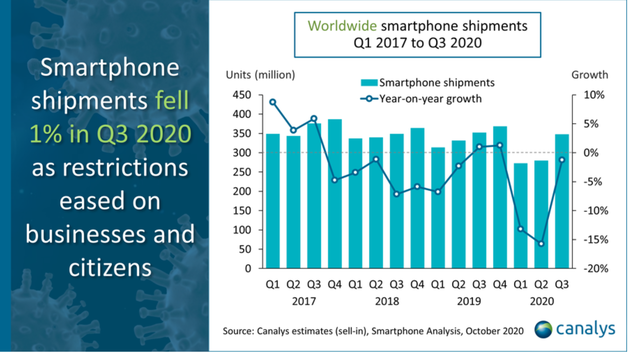 Smartphone
shipments fell
1% in Q3 2020
as restrictions
eased on
businesses and
citizens
Worldwide smartphone shipments
Q1 2017 to Q3 2020
Units (million)
Growth
Smartphone shipments
Year-on-year growth
450
400
350
300
250
200
150
100
50
0
10%
5%
0%
-5%
-10%
-15%
-20%
Q1 Q2 Q3 Q4 Q1 Q2 Q3 Q4 Q1 Q2 Q3 Q4 Q1 Q2 Q3
2017 2018 2019 2020
Source: Canalys estimates (sell-in), Smartphone Analysis, October 2020
canalys